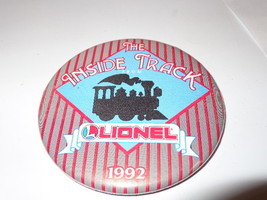 THE
INSIDE TRACK
LIONEL
1992